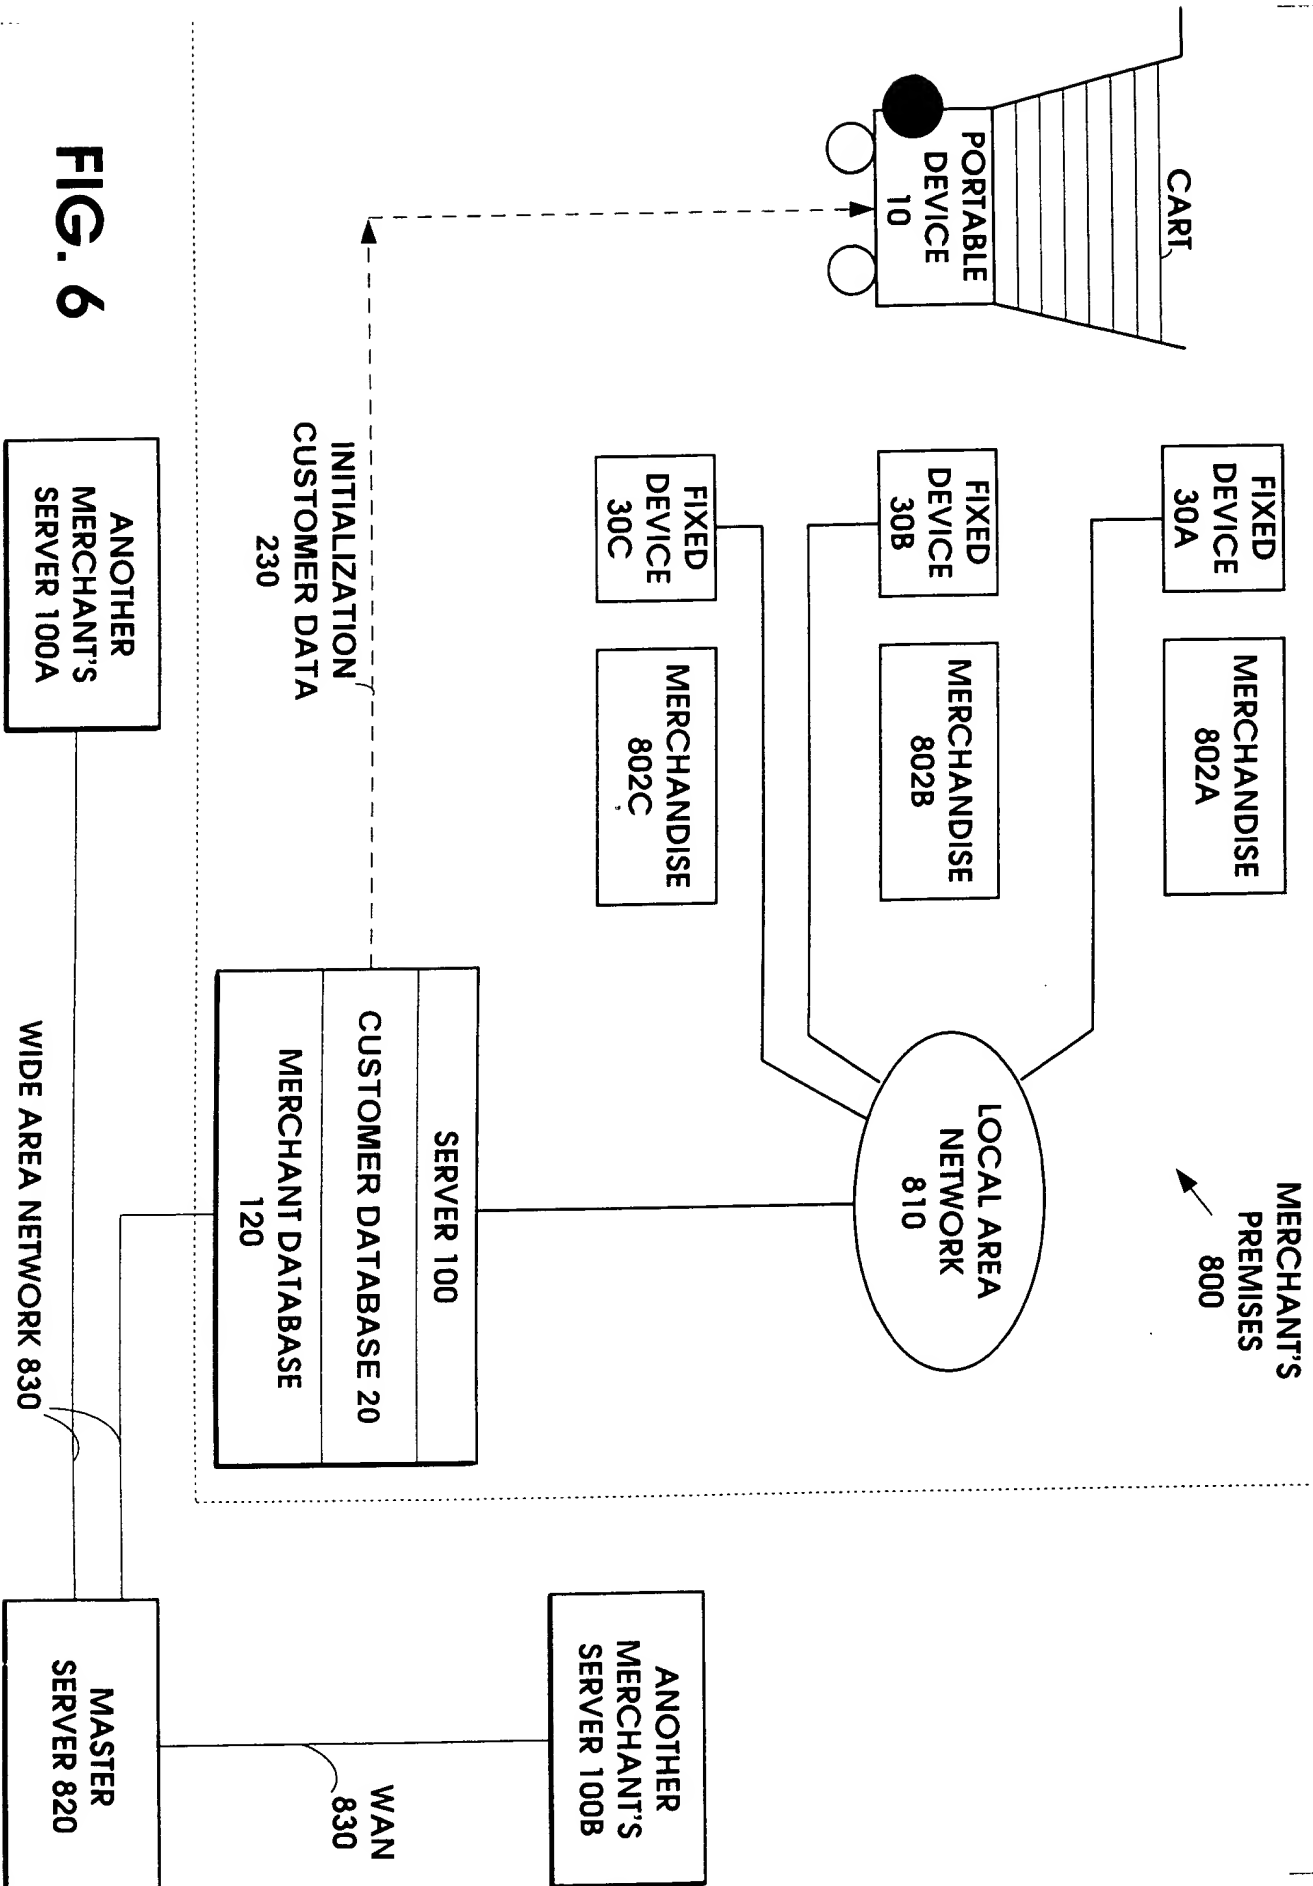 MERCHANT'S
PREMISES
800
CART
PORTABLE
DEVICE
10
FIXED
DEVICE
30A
MERCHANDISE
802A
FIXED
DEVICE
30B
MERCHANDISE
802B
FIXED
DEVICE
30C
MERCHANDISE
802C
LOCAL AREA
NETWORK
810
INITIALIZATION
CUSTOMER DATA
230
SERVER 100
CUSTOMER DATABASE 20
MERCHANT DATABASE
120
ANOTHER
MERCHANT'S
SERVER 100B
WAN
830
ANOTHER
MERCHANT'S
SERVER 100A
WIDE AREA NETWORK 830
MASTER
SERVER 820
FIG. 6